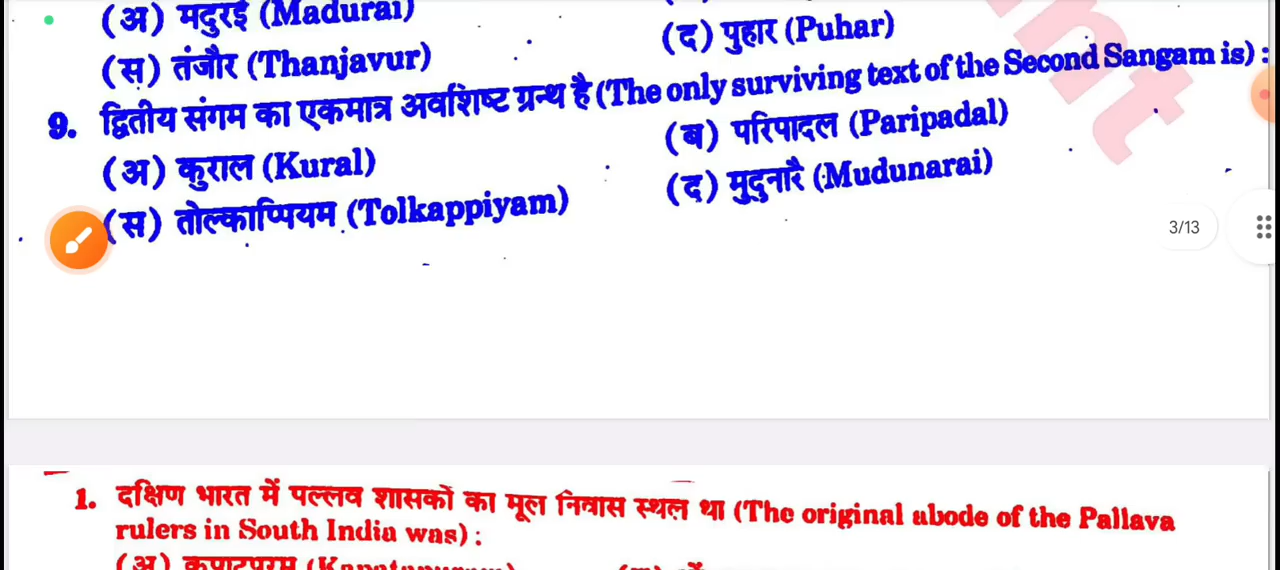 (अ) मदुरई (Madurai)
(स) तंजौर (Thanjavur)
(द) पुहार (Puhar)
9. द्वितीय संगम का एकमात्र अवशिष्ट ग्रन्थ है (The only surviving text of the Second Sangam is) :
(अ) कुराल (Kural)
(ब) परिपादल (Paripadal)
(स) तोल्काप्पियम (Tolkappiyam)
(द) मुदुनारै (Mudunarai)
3/13
1. दक्षिण भारत में पल्लव शासकों का मूल निवास स्थल था (The original abode of the Pallava
rulers in South India was) :
(अ)